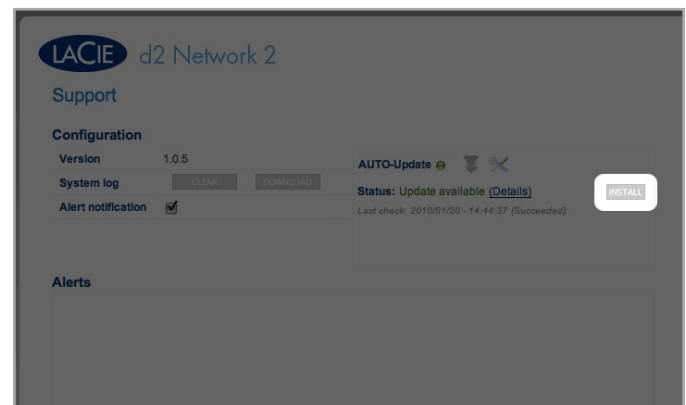 LACIE d2 Network 2
Support
Configuration
Version 1.0.5
System log CLEAR DOWNLOAD
Alert notification
AUTO-Update
Status: Update available (Details)
INSTALL
Last check: 2010/01/20 - 14:44:37 (Succeeded)
Alerts